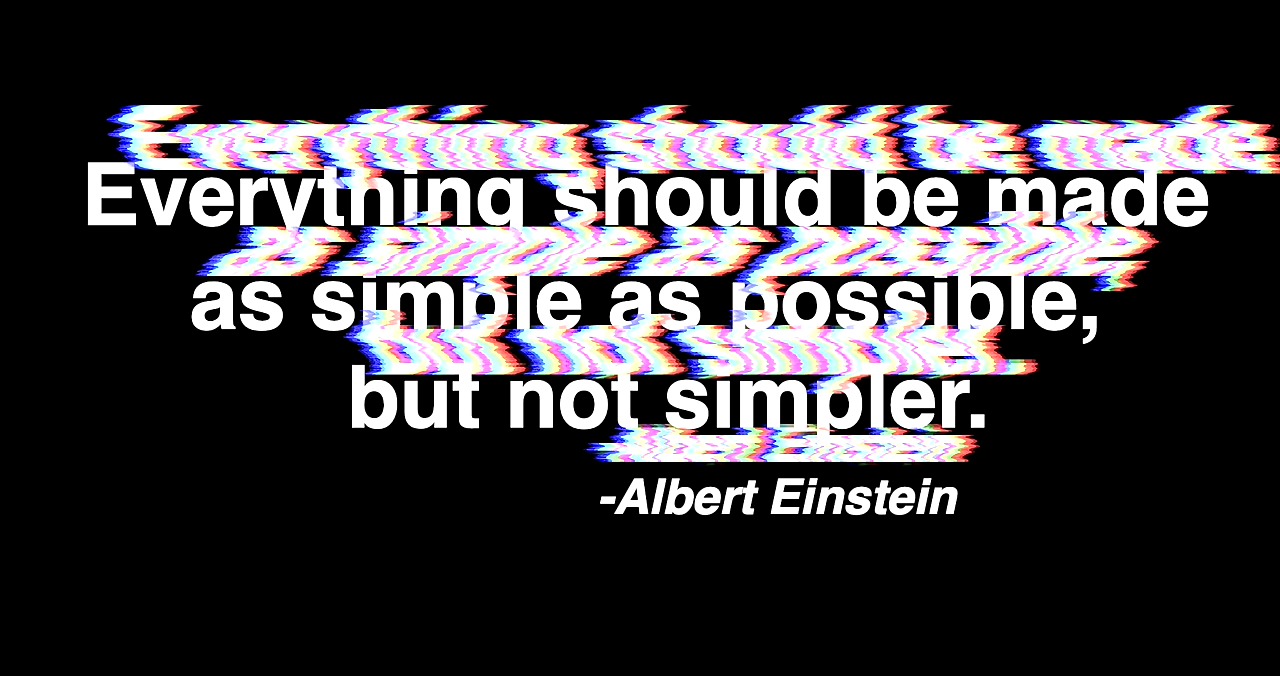 Everything should be made
as simple as possible,
but not simpler.
-Albert Einstein